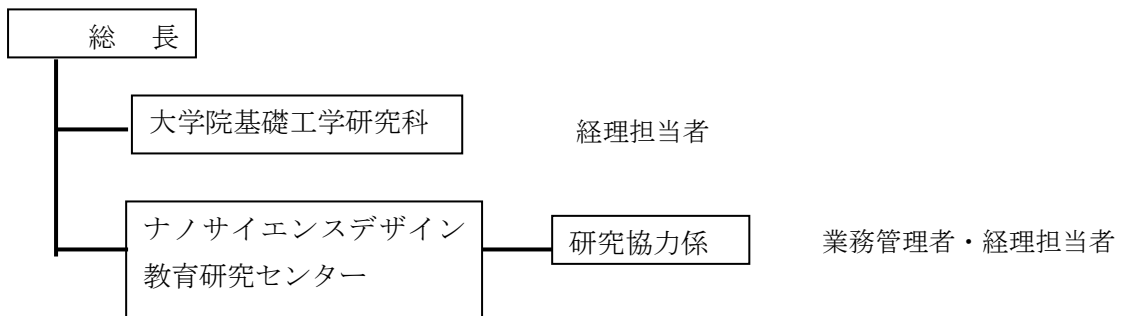 総 長
大学院基礎工学研究科
経理担当者
ナノサイエンスデザイン
教育研究センター
研究協力係
業務管理者・経理担当者